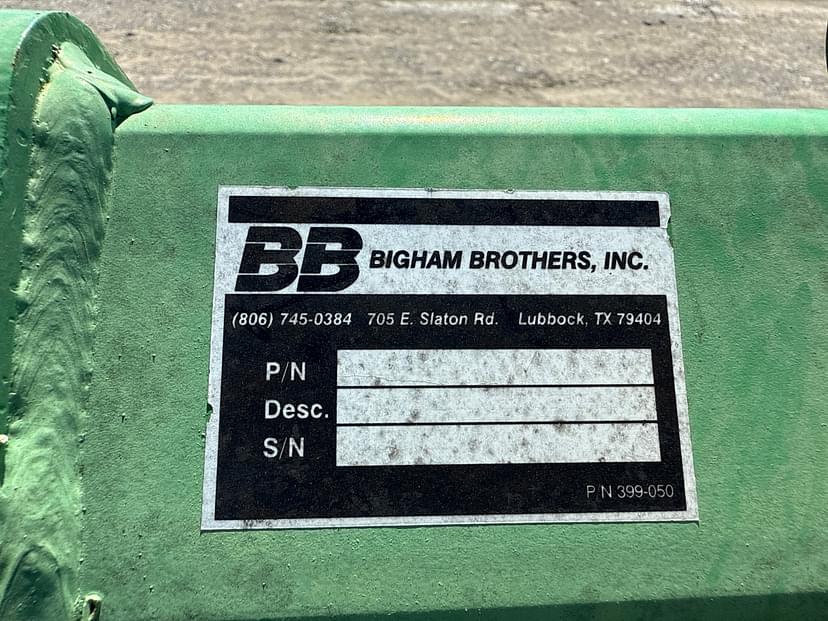 BB BIGHAM BROTHERS, INC.
(806) 745-0384 705 E. Slaton Rd. Lubbock, TX 79404
P/N
Desc.
S/N
P/N 399-050